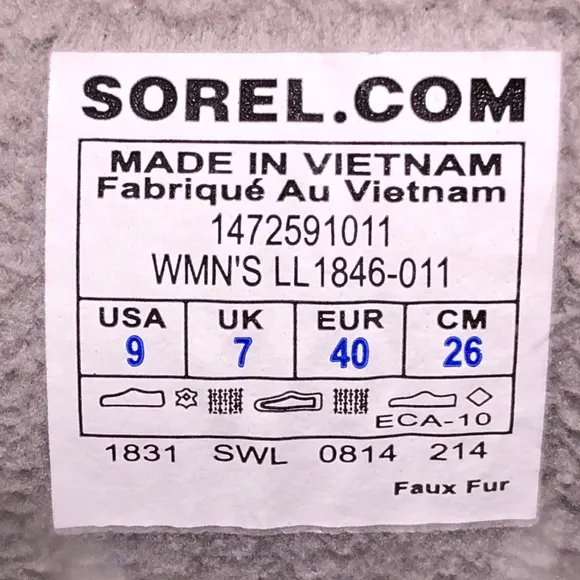 SOREL.COM
MADE IN VIETNAM
Fabriqué Au Vietnam
1472591011
WMN'S LL1846-011
USA UK EUR CM
9 7 40 26
ECA-10
1831 SWL 0814 214
Faux Fur